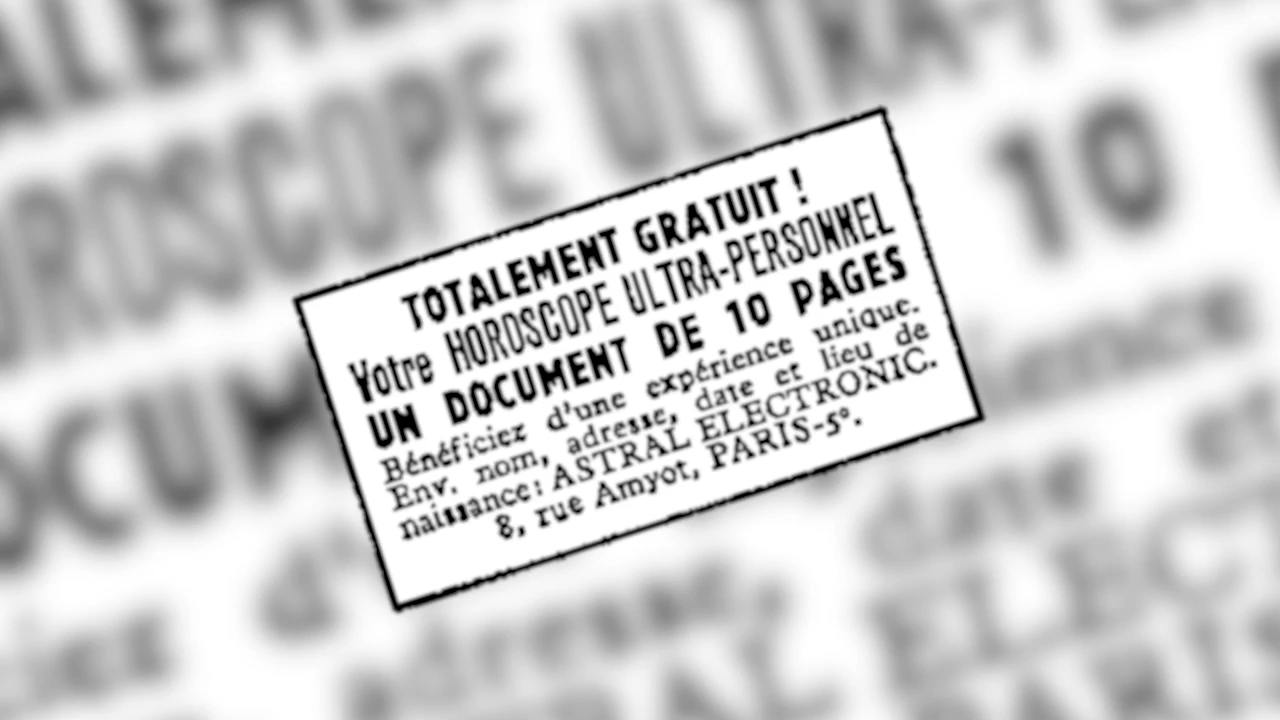 TOTALEMENT GRATUIT !
Votre HOROSCOPE ULTRA-PERSONNEL
UN DOCUMENT DE 10 PAGES
Bénéficiez d'une expérience unique.
Env. nom, adresse, date et lieu de
naissance: ASTRAL ELECTRONIC.
8, rue Amyot, PARIS-5°.